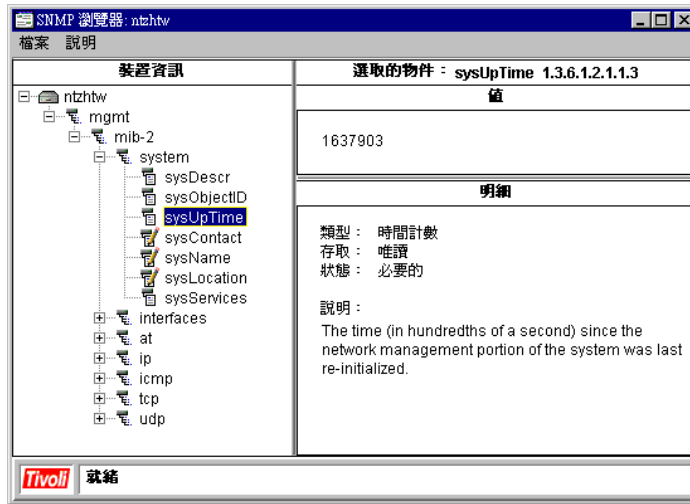 SNMP 瀏覽器: ntzhtw
檔案 說明
裝置資訊
ntzhtw
mgmt
mib-2
system
sysDescr
sysObjectID
sysUpTime
sysContact
sysName
sysLocation
sysServices
interfaces
at
ip
icmp
tcp
udp
選取的物件： sysUpTime 1.3.6.1.2.1.1.3
值
1637903
明細
類型： 時間計數
存取： 唯讀
狀態： 必要的
說明：
The time (in hundredths of a second) since the
network management portion of the system was last
re-initialized.
Tivoli 就緒